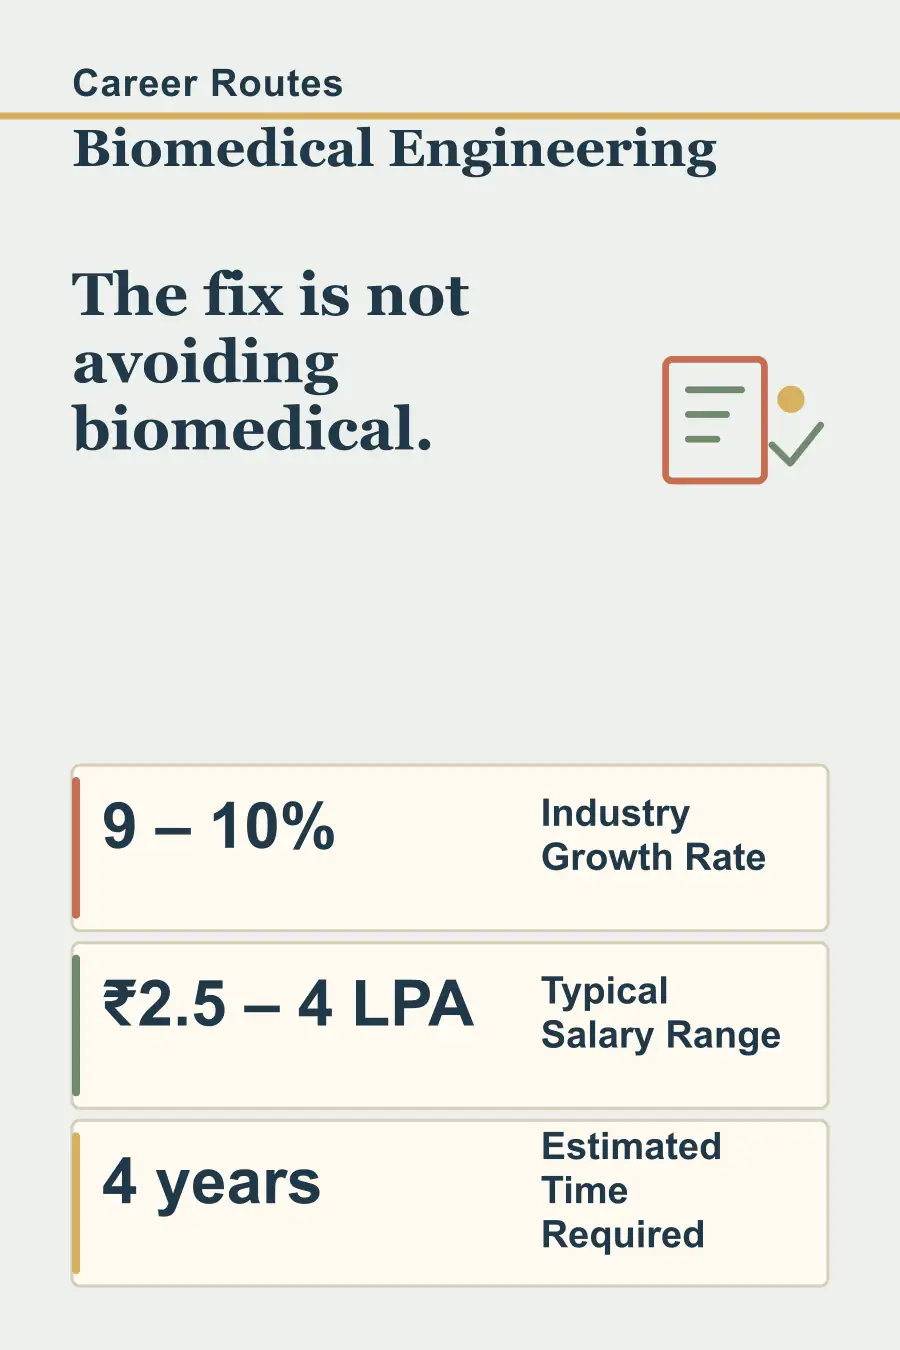 Career Routes
Biomedical Engineering
The fix is not
avoiding
biomedical.
9 – 10%
Industry
Growth Rate
₹2.5 – 4 LPA
Typical
Salary Range
4 years
Estimated
Time
Required